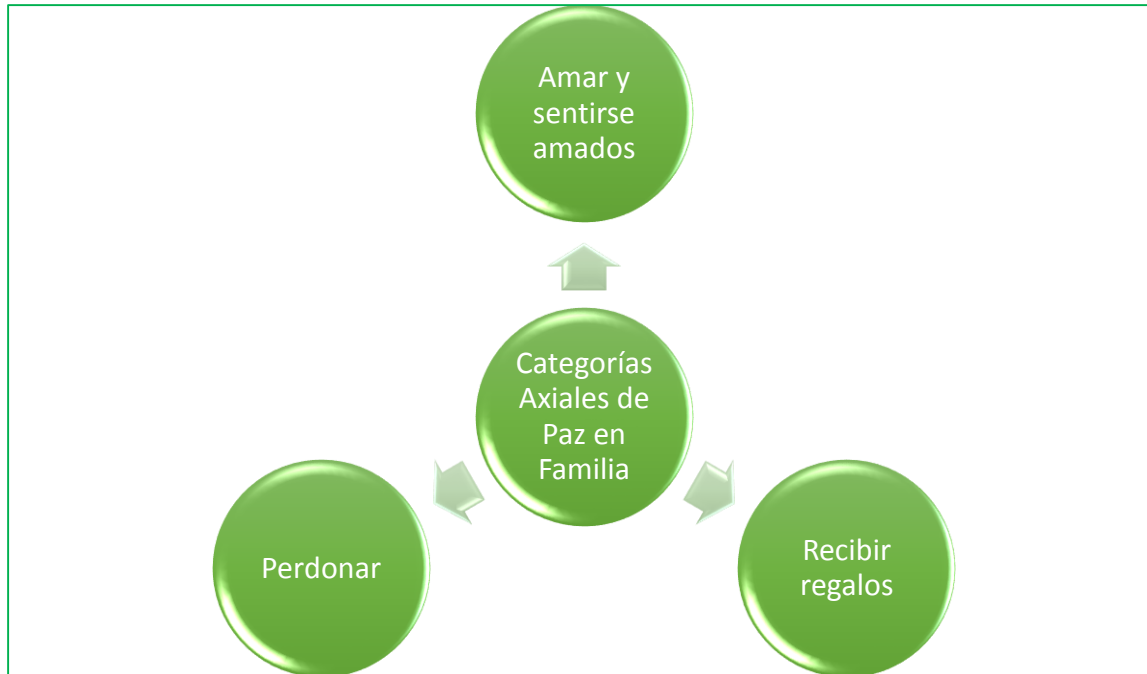 Amar y
sentirse
amados
Categorías
Axiales de
Paz en
Familia
Perdonar
Recibir
regalos